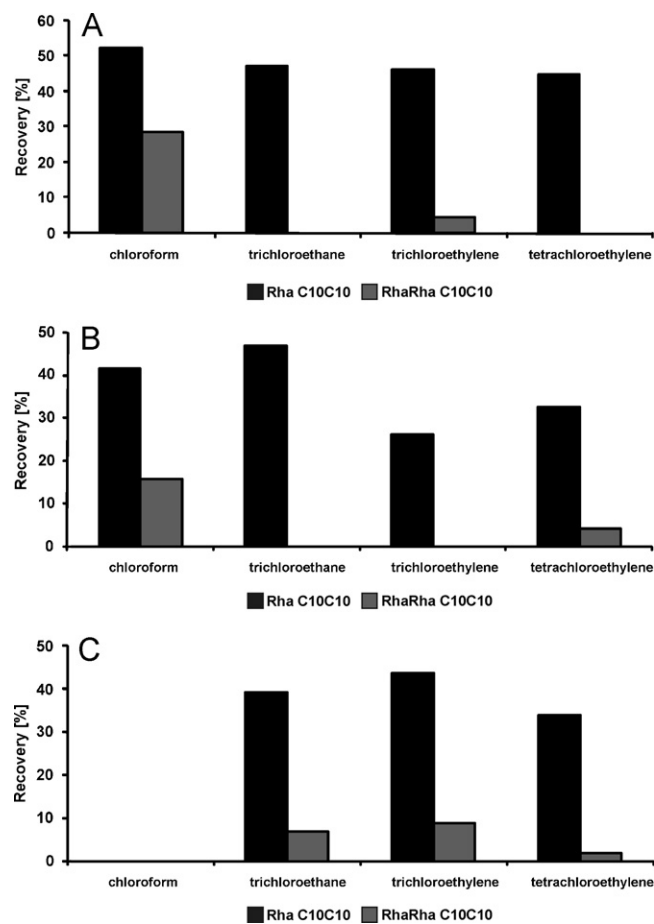 A
Recovery [%]
60
50
40
30
20
10
0
chloroform trichloroethane trichloroethylene tetrachloroethylene
Rha C10C10 RhaRha C10C10
B
Recovery [%]
50
40
30
20
10
0
chloroform trichloroethane trichloroethylene tetrachloroethylene
Rha C10C10 RhaRha C10C10
C
Recovery [%]
50
40
30
20
10
0
chloroform trichloroethane trichloroethylene tetrachloroethylene
Rha C10C10 RhaRha C10C10